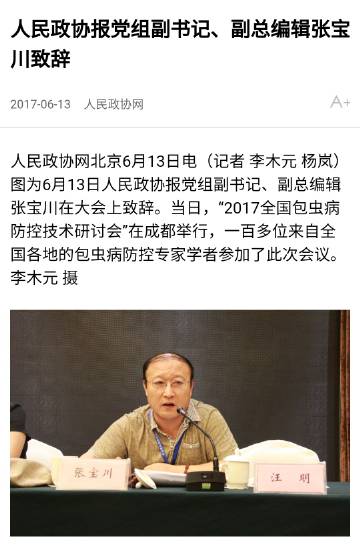 人民政协报党组副书记、副总编辑张宝
川致辞
2017-06-13 人民政协网
A+
人民政协网北京6月13日电（记者 李木元 杨岚）
图为6月13日人民政协报党组副书记、副总编辑
张宝川在大会上致辞。当日，“2017全国包虫病
防控技术研讨会”在成都举行，一百多位来自全
国各地的包虫病防控专家学者参加了此次会议。
李木元 摄
张宝川
汪 明